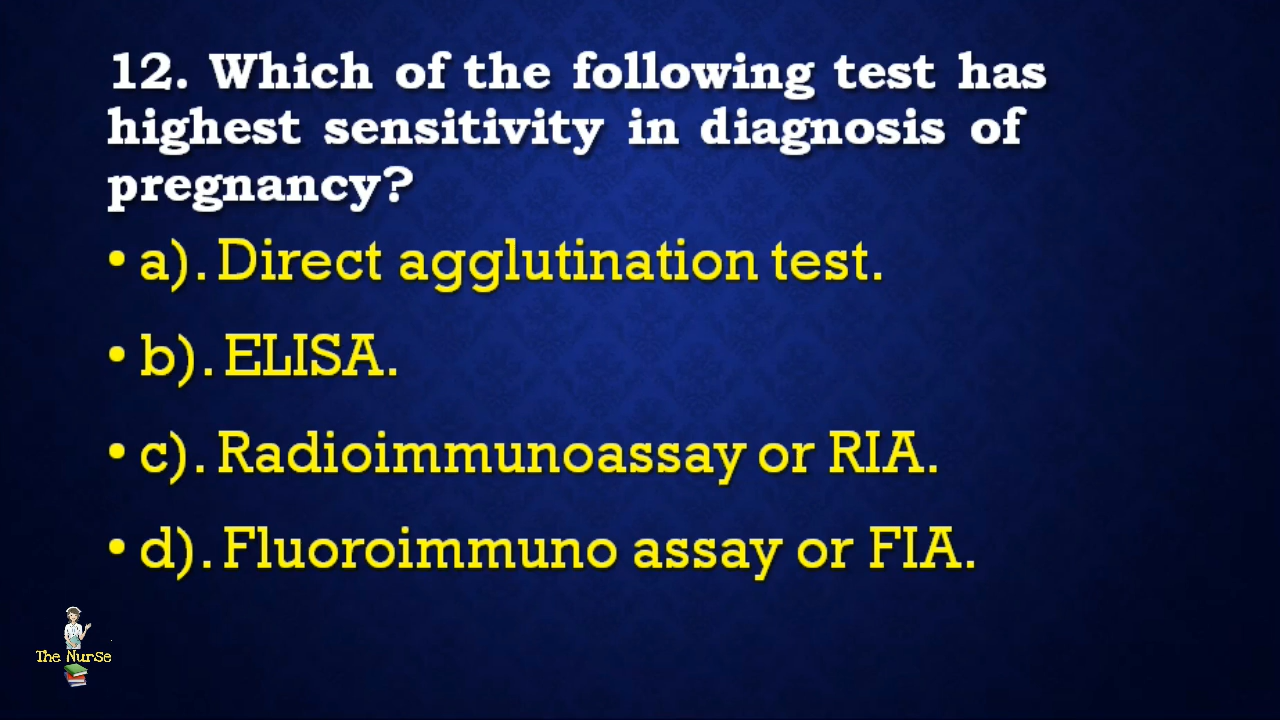 12. Which of the following test has
highest sensitivity in diagnosis of
pregnancy?
• a). Direct agglutination test.
• b). ELISA.
• c). Radioimmunoassay or RIA.
• d). Fluoroimmuno assay or FIA.
The Nurse